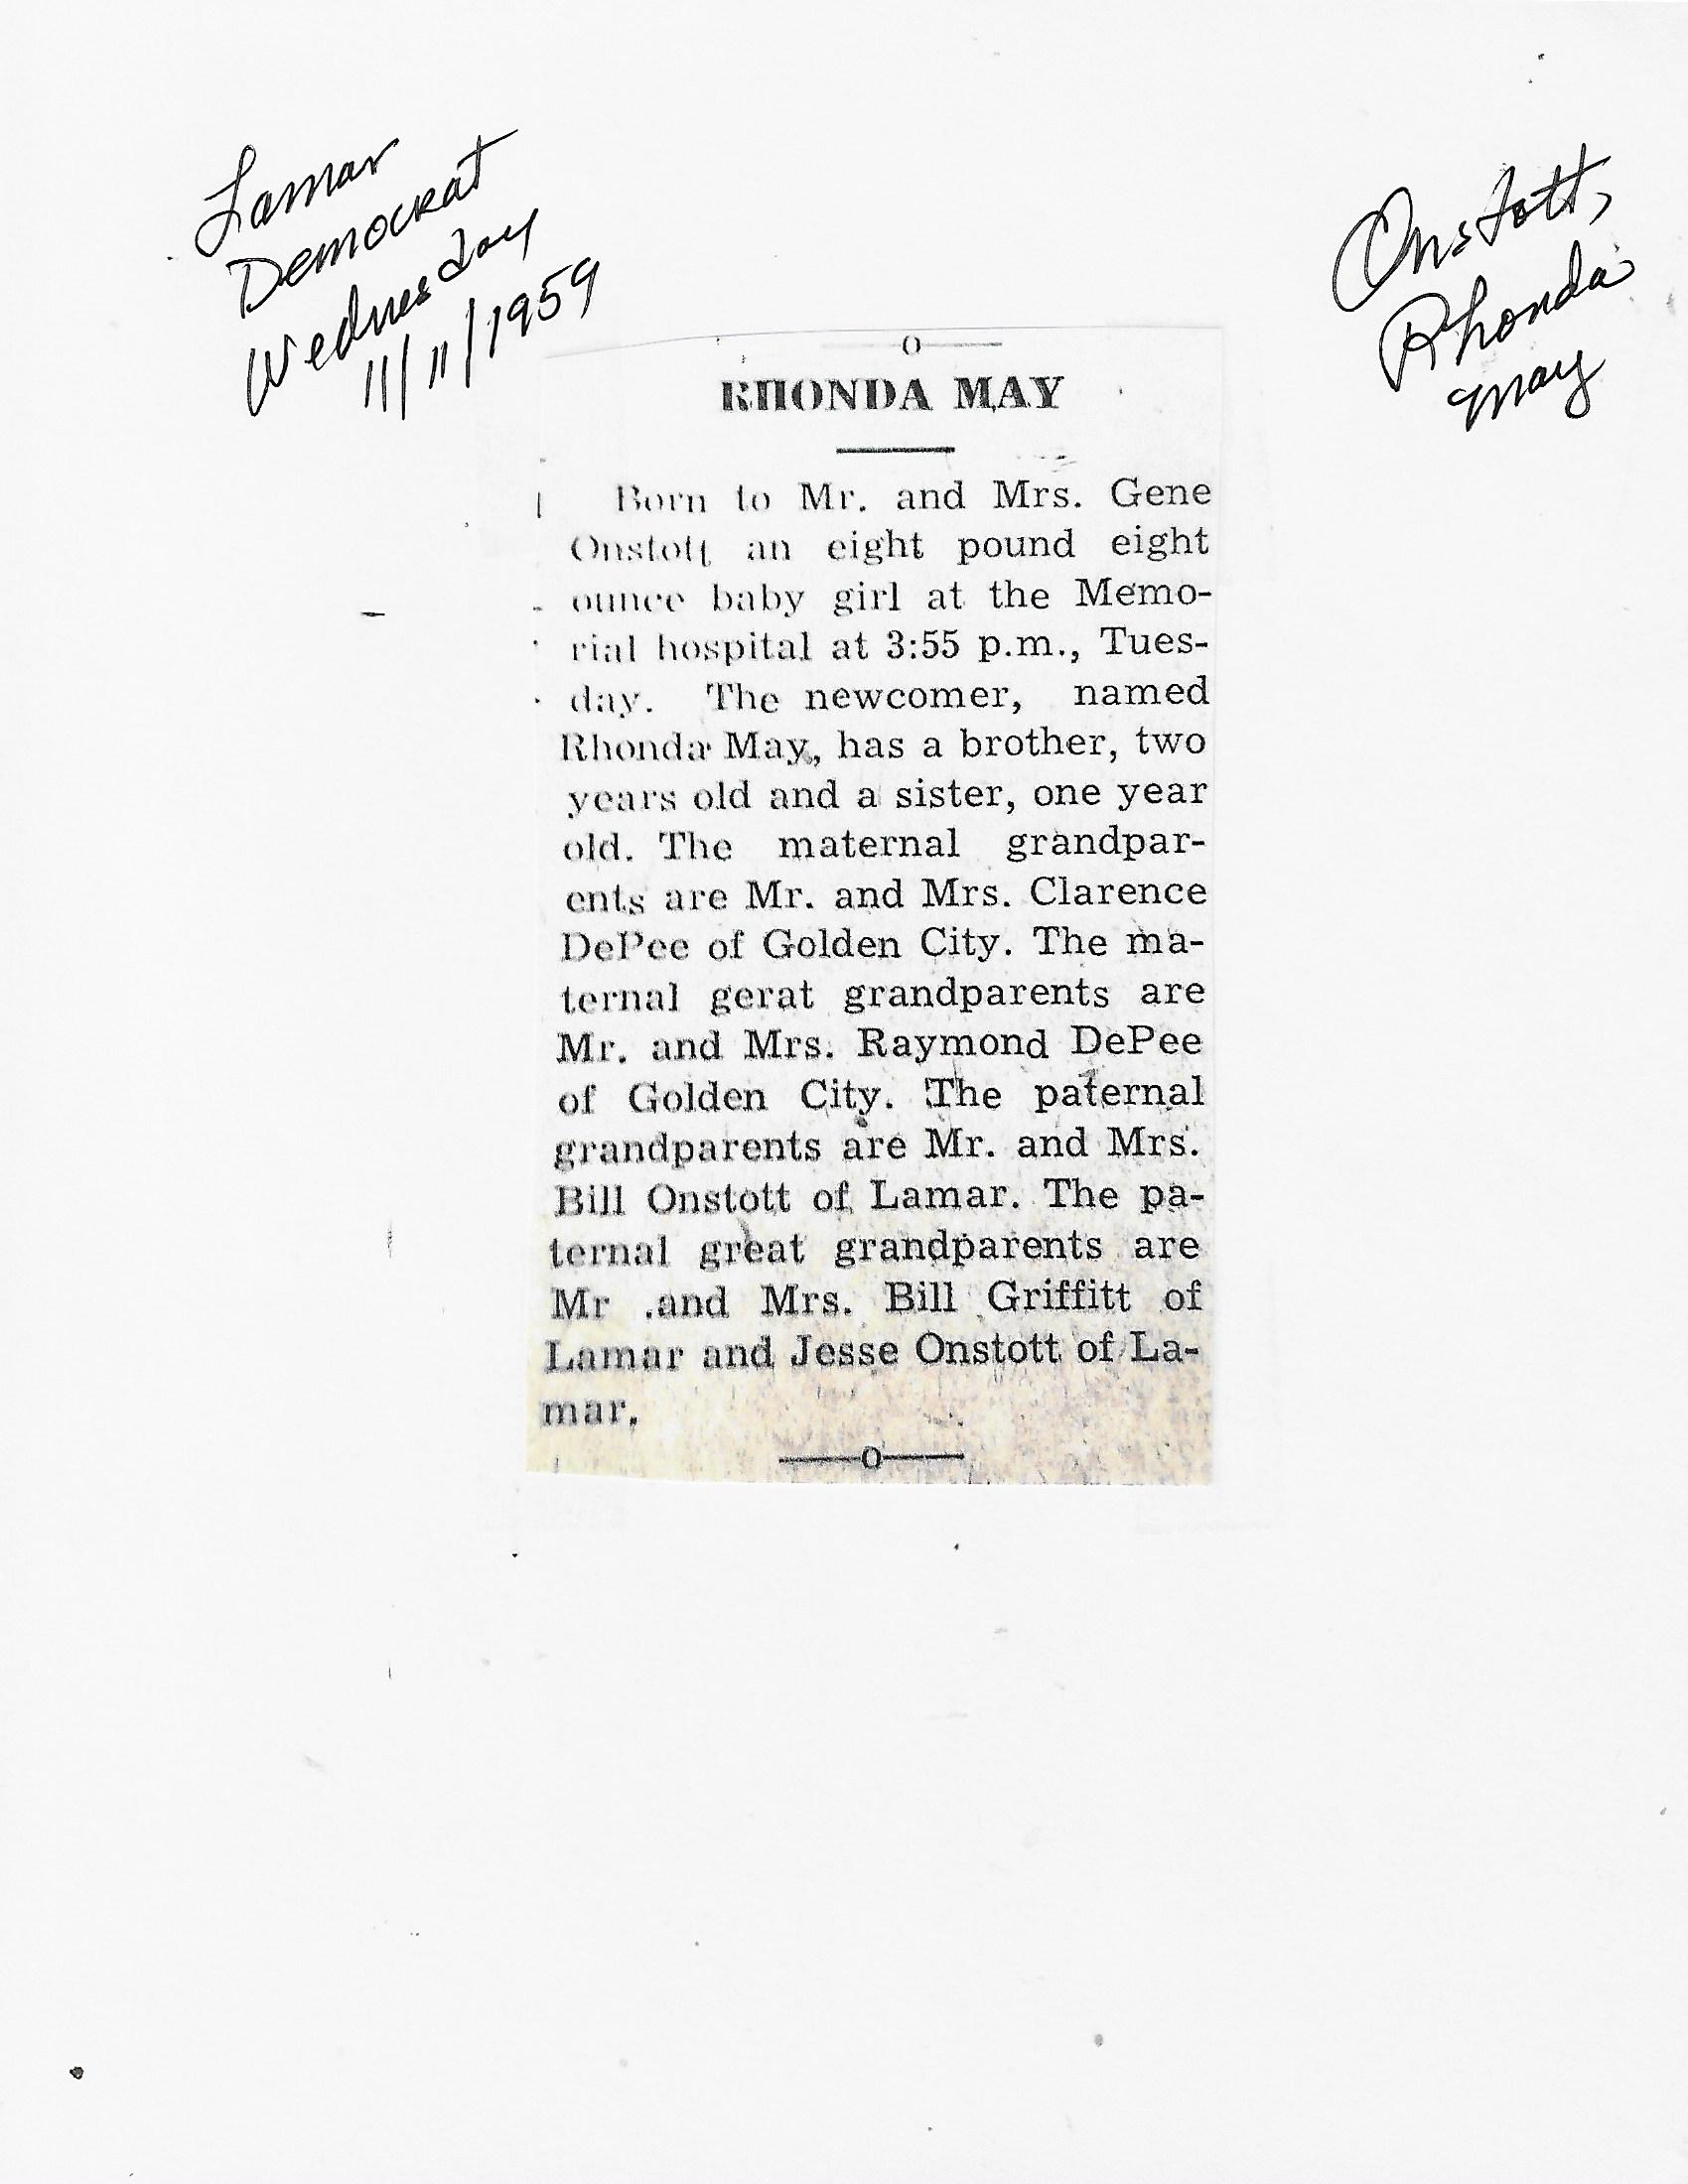 Lamar
Democrat
Wednesday
11/11/1959
Onstott,
Rhonda
May
RHONDA MAY
Born to Mr. and Mrs. Gene
Onstott an eight pound eight
ounce baby girl at the Memo-
rial hospital at 3:55 p.m., Tues-
day. The newcomer, named
Rhonda May, has a brother, two
years old and a sister, one year
old. The maternal grandpar-
ents are Mr. and Mrs. Clarence
DePee of Golden City. The ma-
ternal gerat grandparents are
Mr. and Mrs. Raymond DePee
of Golden City. The paternal
grandparents are Mr. and Mrs.
Bill Onstott of Lamar. The pa-
ternal great grandparents are
Mr .and Mrs. Bill Griffitt of
Lamar and Jesse Onstott of La-
mar.